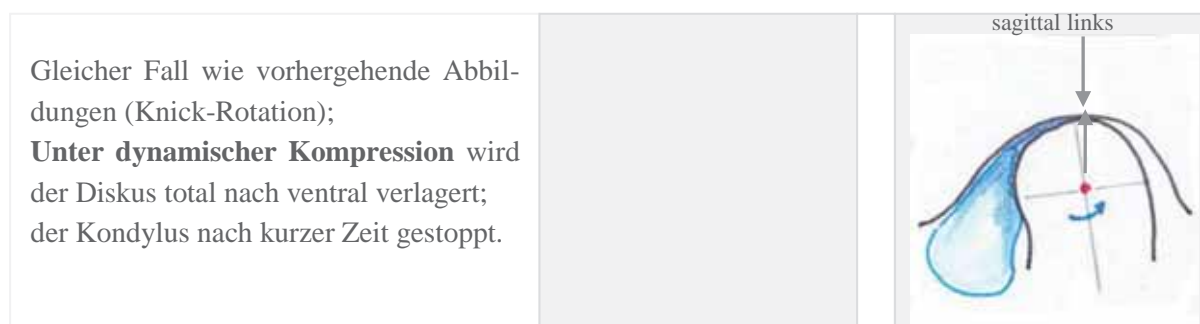 sagittal links
Gleicher Fall wie vorhergehende Abbil-
dungen (Knick-Rotation);
Unter dynamischer Kompression wird
der Diskus total nach ventral verlagert;
der Kondylus nach kurzer Zeit gestoppt.